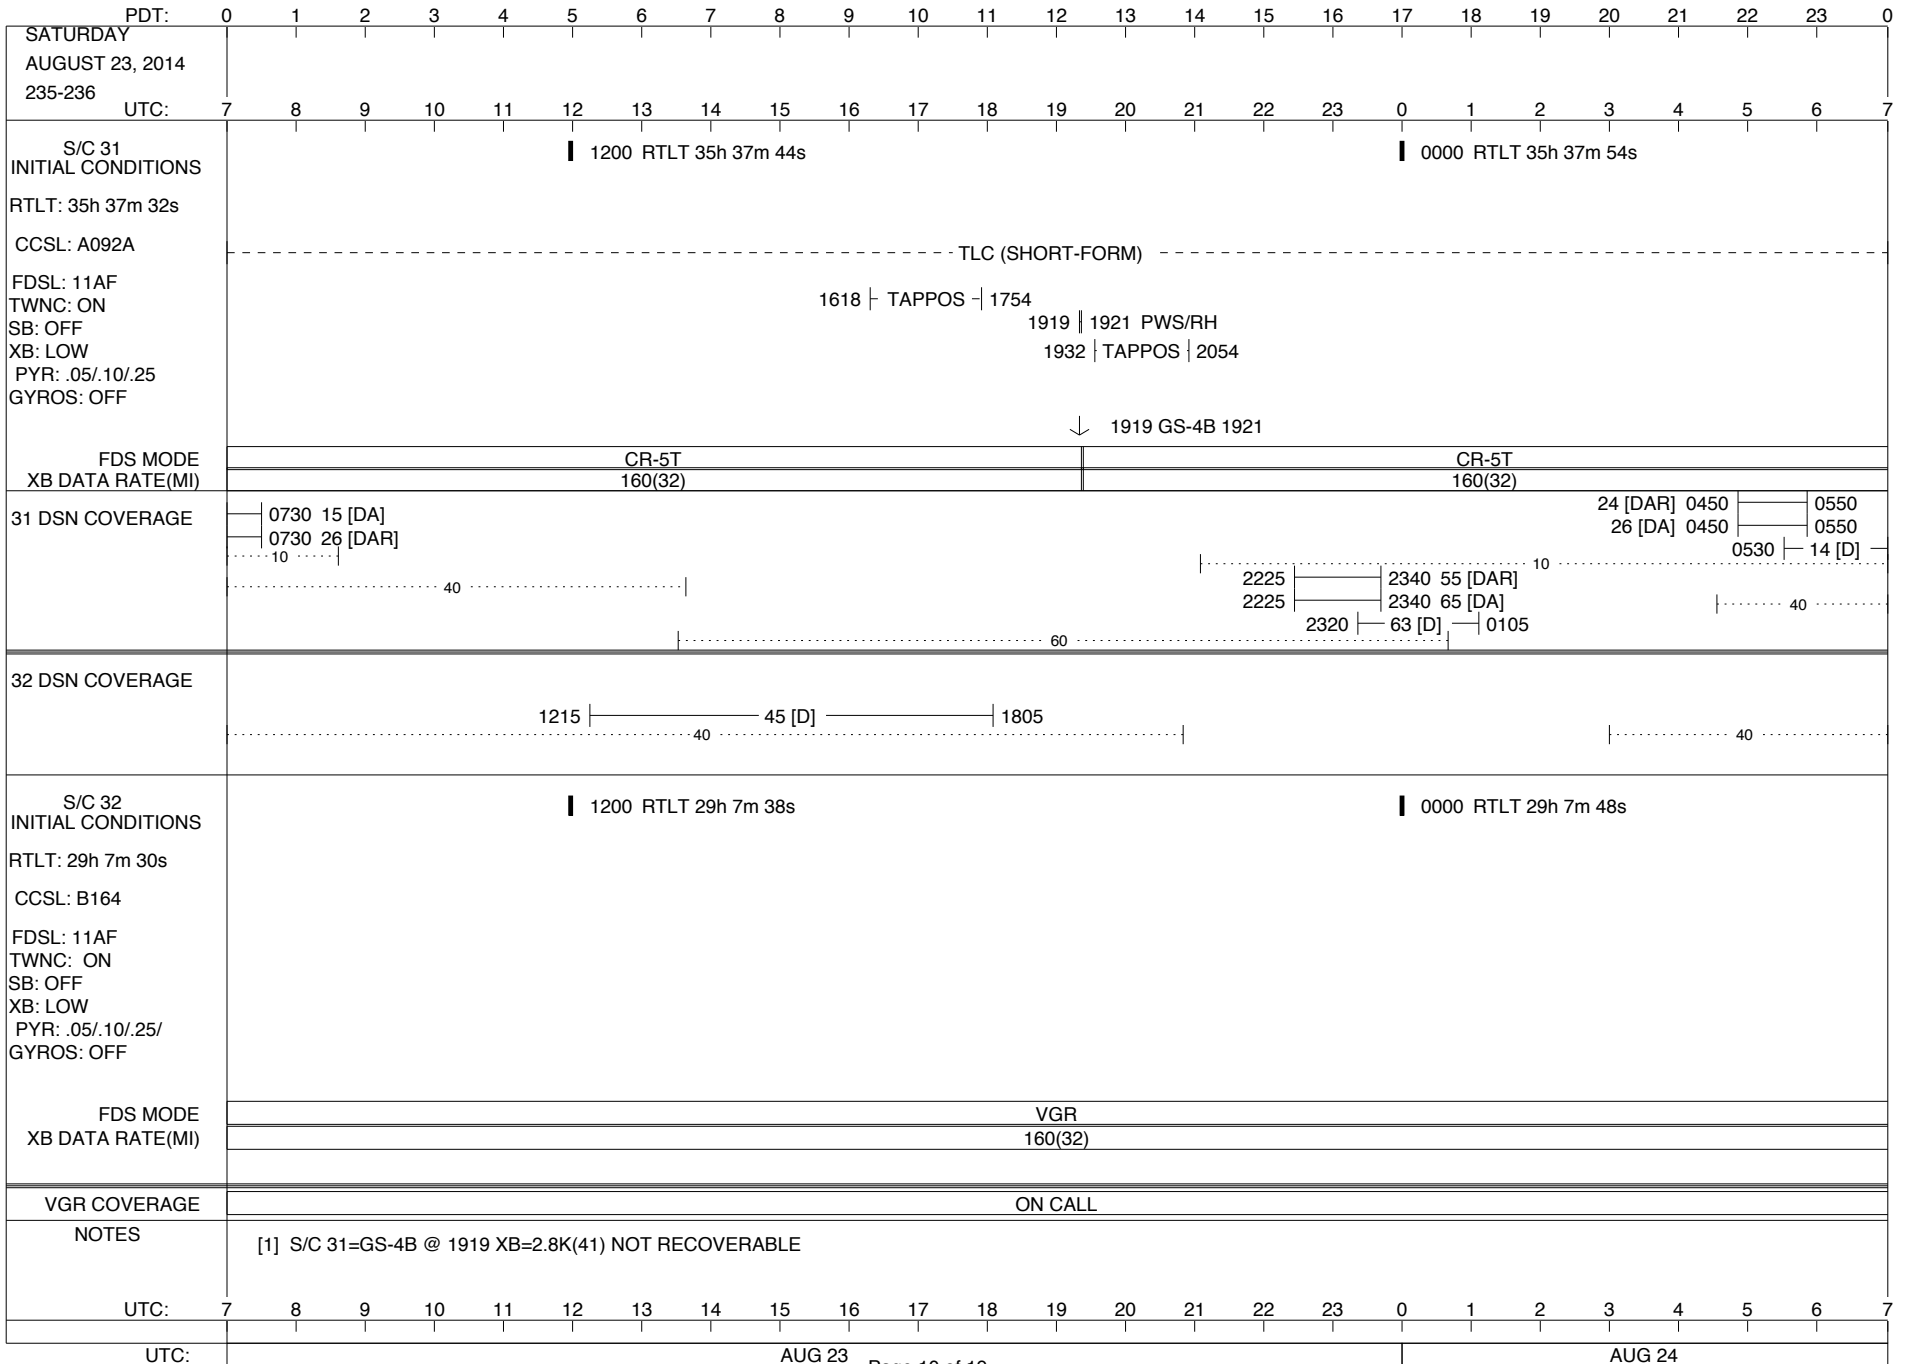 PDT: 0 1 2 3 4 5 6 7 8 9 10 11 12 13 14 15 16 17 18 19 20 21 22 23 0
SATURDAY
AUGUST 23, 2014
235-236
UTC: 7 8 9 10 11 12 13 14 15 16 17 18 19 20 21 22 23 0 1 2 3 4 5 6 7
S/C 31
INITIAL CONDITIONS
1200 RTLT 35h 37m 44s
0000 RTLT 35h 37m 54s
RTLT: 35h 37m 32s
CCSL: A092A
TLC (SHORT-FORM)
FDSL: 11AF
TWNC: ON
SB: OFF
XB: LOW
PYR: .05/.10/.25
GYROS: OFF
1618 TAPPOS 1754
1919 1921 PWS/RH
1932 TAPPOS 2054
1919 GS-4B 1921
FDS MODE CR-5T CR-5T
XB DATA RATE(MI) 160(32) 160(32)
31 DSN COVERAGE
0730 15 [DA]
0730 26 [DAR]
10
40
24 [DAR] 0450 0550
26 [DA] 0450 0550
0530 14 [D]
10
2225 2340 55 [DAR]
2225 2340 65 [DA]
40
2320 63 [D] 0105
60
32 DSN COVERAGE
1215 45 [D] 1805
40 40
S/C 32
INITIAL CONDITIONS
1200 RTLT 29h 7m 38s
0000 RTLT 29h 7m 48s
RTLT: 29h 7m 30s
CCSL: B164
FDSL: 11AF
TWNC: ON
SB: OFF
XB: LOW
PYR: .05/.10/.25/
GYROS: OFF
FDS MODE VGR
XB DATA RATE(MI) 160(32)
VGR COVERAGE ON CALL
NOTES
[1] S/C 31=GS-4B @ 1919 XB=2.8K(41) NOT RECOVERABLE
UTC: 7 8 9 10 11 12 13 14 15 16 17 18 19 20 21 22 23 0 1 2 3 4 5 6 7
UTC: AUG 23 AUG 24